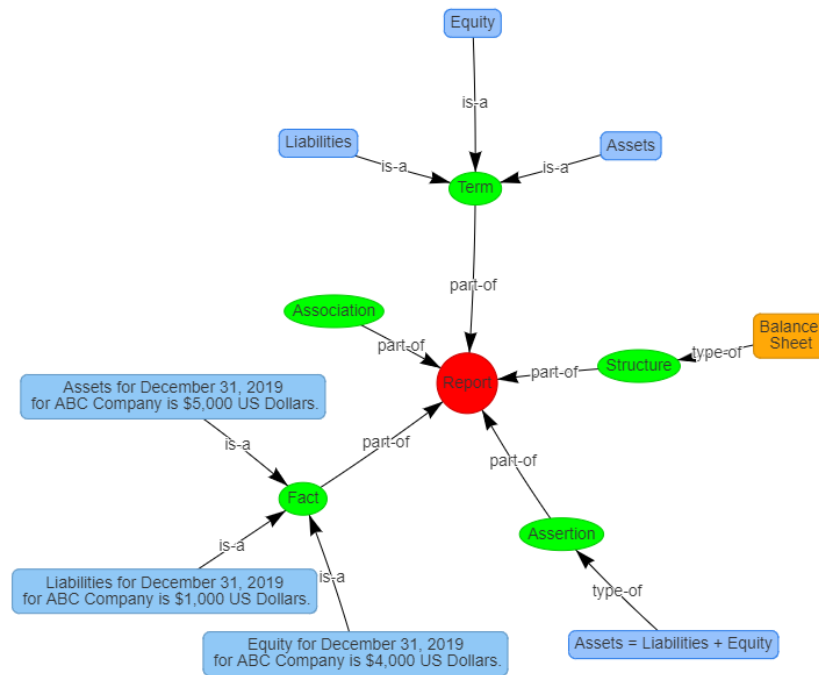 Equity
is-a
Liabilities
Assets
is-a
is-a
Term
part-of
Association
part-of
Balance
Sheet
type-of
Structure
part-of
Report
Assets for December 31, 2019
for ABC Company is $5,000 US Dollars.
is-a
part-of
part-of
Fact
Assertion
is-a
Liabilities for December 31, 2019
for ABC Company is $1,000 US Dollars.
is-a
type-of
Equity for December 31, 2019
for ABC Company is $4,000 US Dollars.
Assets = Liabilities + Equity